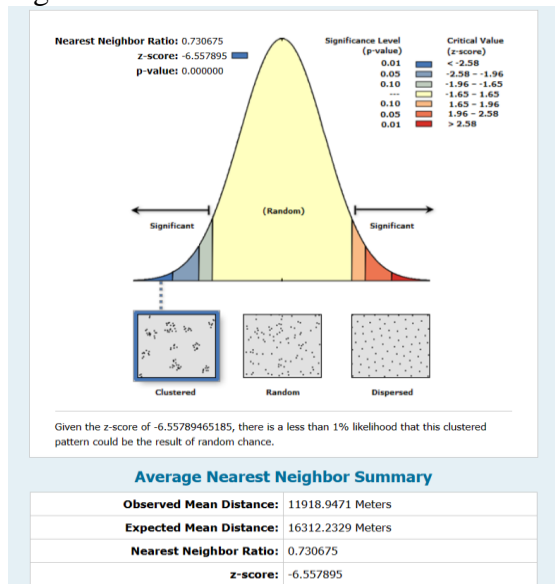 Nearest Neighbor Ratio: 0.730675
z-score: -6.557895
p-value: 0.000000
Significance Level
(p-value)
Critical Value
(z-score)
0.01 < -2.58
0.05 -2.58 - -1.96
0.10 -1.96 - -1.65
--- -1.65 - 1.65
0.10 1.65 - 1.96
0.05 1.96 - 2.58
0.01 > 2.58
(Random)
Significant
Significant
Clustered
Random
Dispersed
Given the z-score of -6.55789465185, there is a less than 1% likelihood that this clustered
pattern could be the result of random chance.
Average Nearest Neighbor Summary
Observed Mean Distance: 11918.9471 Meters
Expected Mean Distance: 16312.2329 Meters
Nearest Neighbor Ratio: 0.730675
z-score: -6.557895